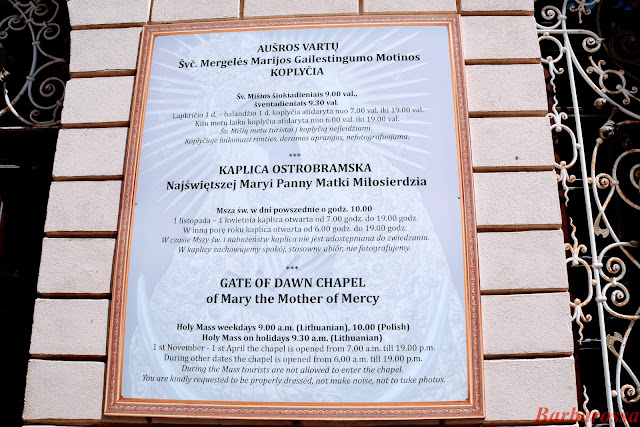 AUŠROS VARTŲ
Švč. Mergelės Marijos Gailestingumo Motinos
KOPLYČIA
Šv. Mišios šiokiadieniais 9.00 val.,
šventadieniais 9.30 val.
Lapkričio 1 d. – balandžio 1 d. koplyčia atidaryta nuo 7.00 val. iki 19.00 val.
Kitu metų laiku koplyčia atidaryta nuo 6.00 val. iki 19.00 val.
Šv. Mišių metu turistai į koplyčią neįleidžiami.
Koplyčioje laikomasi rimties, deramos aprangos, nefotografuojama.
***
KAPLICA OSTROBRAMSKA
Najświętszej Maryi Panny Matki Miłosierdzia
Msza św. w dni powszednie o godz. 10.00
1 listopada – 1 kwietnia kaplica otwarta od 7.00 godz. do 19.00 godz.
W inną porę roku kaplica otwarta od 6.00 godz. do 19.00 godz.
W czasie Mszy św. i nabożeństw kaplica nie jest udostępniana do zwiedzania.
W kaplicy zachowujemy spokój, stosowny ubiór, nie fotografujemy.
***
GATE OF DAWN CHAPEL
of Mary the Mother of Mercy
Holy Mass weekdays 9.00 a.m. (Lithuanian), 10.00 (Polish)
Holy Mass on holidays 9.30 a.m. (Lithuanian)
1 st November - 1 st April the chapel is opened from 7.00 a.m. till 19.00 p.m.
During other dates the chapel is opened from 6.00 a.m. till 19.00 p.m.
During the Mass tourists are not allowed to enter the chapel.
You are kindly requested to be properly dressed, not make noise, not to take photos.
Barbarossa